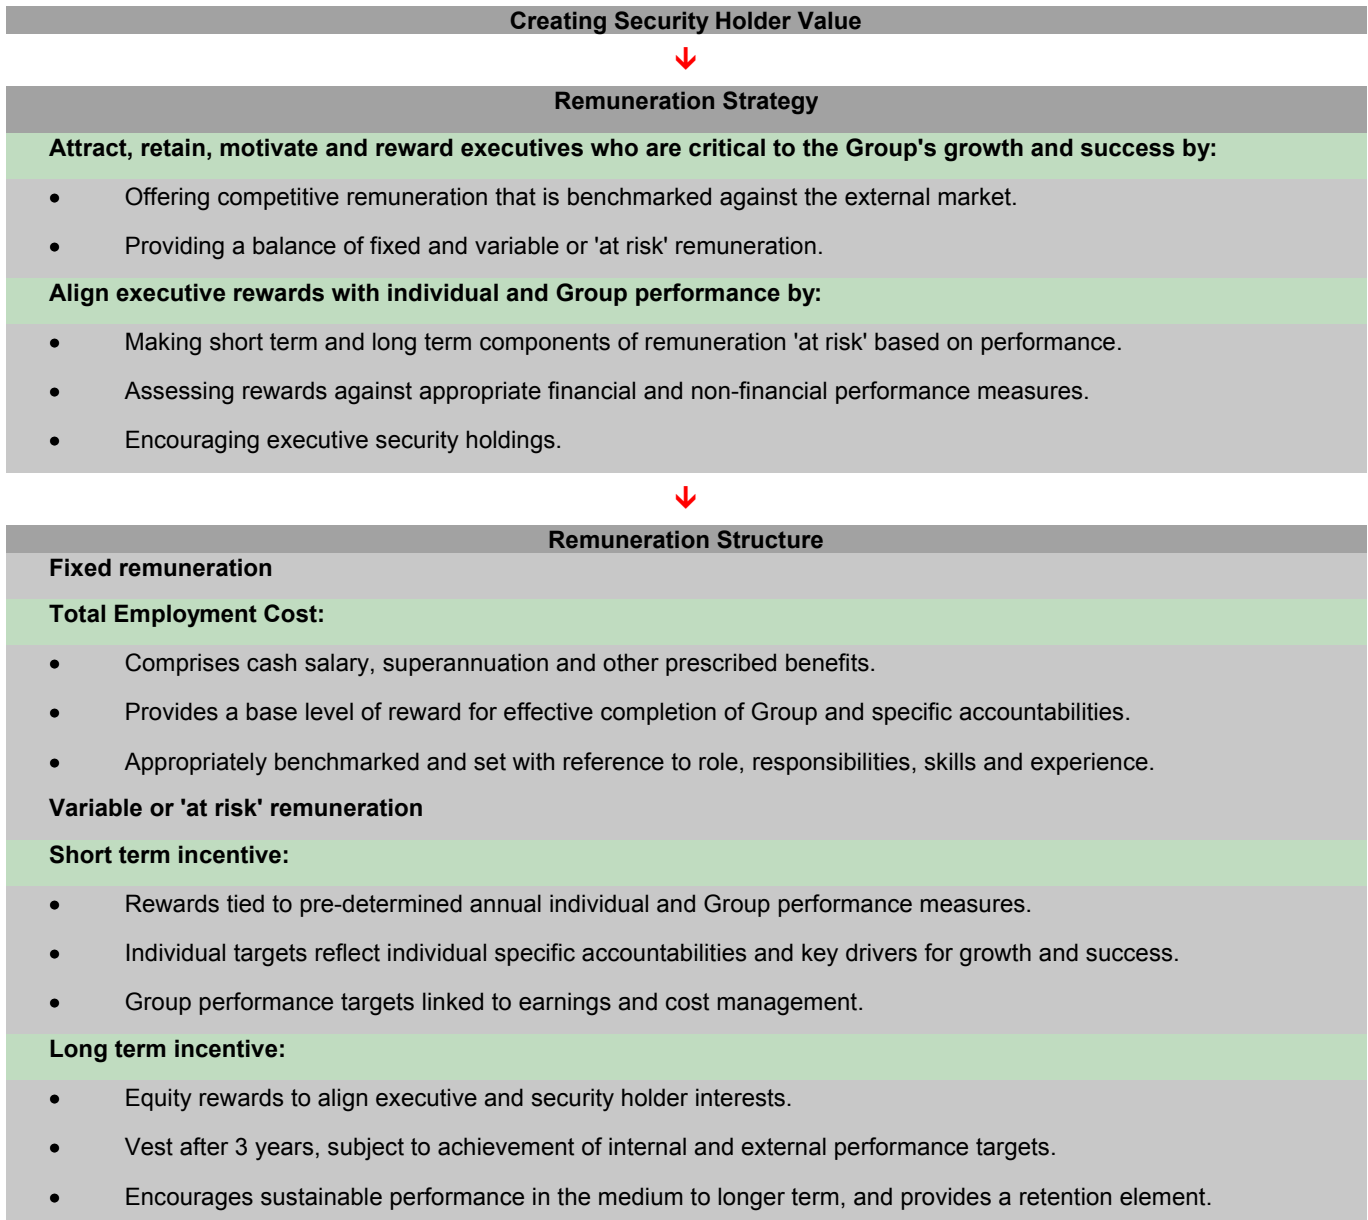 Creating Security Holder Value
Remuneration Strategy
Attract, retain, motivate and reward executives who are critical to the Group's growth and success by:
• Offering competitive remuneration that is benchmarked against the external market.
• Providing a balance of fixed and variable or 'at risk' remuneration.
Align executive rewards with individual and Group performance by:
• Making short term and long term components of remuneration 'at risk' based on performance.
• Assessing rewards against appropriate financial and non-financial performance measures.
• Encouraging executive security holdings.
Remuneration Structure
Fixed remuneration
Total Employment Cost:
• Comprises cash salary, superannuation and other prescribed benefits.
• Provides a base level of reward for effective completion of Group and specific accountabilities.
• Appropriately benchmarked and set with reference to role, responsibilities, skills and experience.
Variable or 'at risk' remuneration
Short term incentive:
• Rewards tied to pre-determined annual individual and Group performance measures.
• Individual targets reflect individual specific accountabilities and key drivers for growth and success.
• Group performance targets linked to earnings and cost management.
Long term incentive:
• Equity rewards to align executive and security holder interests.
• Vest after 3 years, subject to achievement of internal and external performance targets.
• Encourages sustainable performance in the medium to longer term, and provides a retention element.